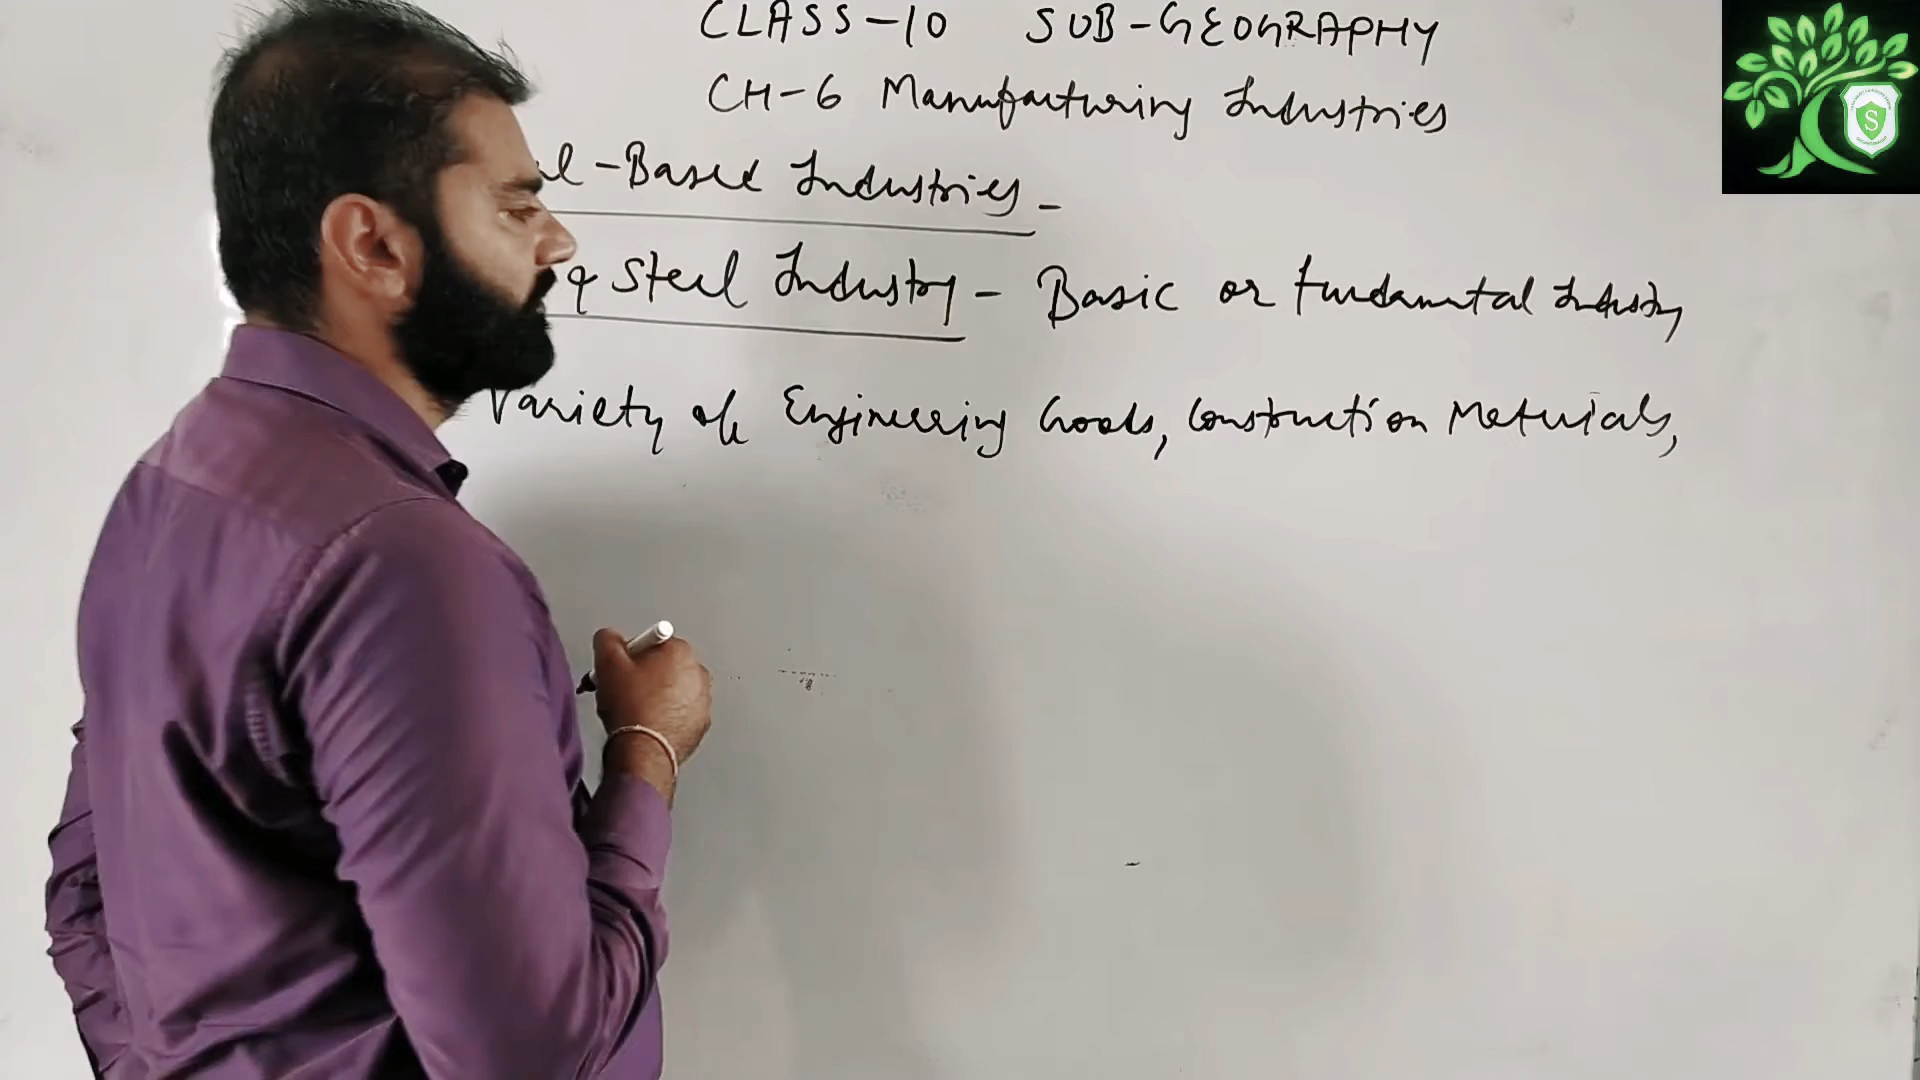 CLASS-10 SUB-GEOGRAPHY
CH-6 Manufacturing Industries
-Based Industries -
& Steel Industry - Basic or fundamental Industry
Variety of Engineering Goods, Construction Materials,
S